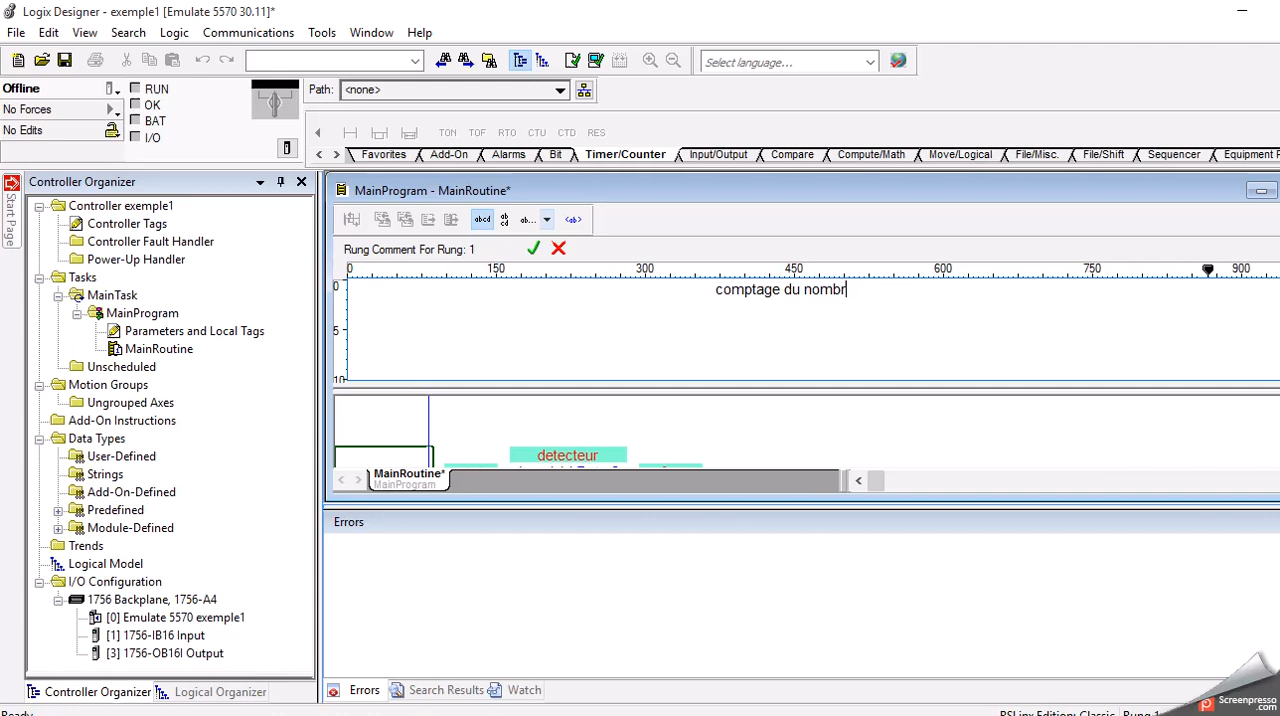 Logix Designer - exemple1 [Emulate 5570 30.11]*
File Edit View Search Logic Communications Tools Window Help
Select language...
Offline
RUN
Path: <none>
No Forces
OK
No Edits
BAT
I/O
TON TOF RTO CTU CTD RES
Favorites Add-On Alarms Bit Timer/Counter Input/Output Compare Compute/Math Move/Logical File/Misc. File/Shift Sequencer Equipment P
Start Page
Controller Organizer
Controller exemple1
Controller Tags
Controller Fault Handler
Power-Up Handler
Tasks
MainTask
MainProgram
Parameters and Local Tags
MainRoutine
Unscheduled
Motion Groups
Ungrouped Axes
Add-On Instructions
Data Types
User-Defined
Strings
Add-On-Defined
Predefined
Module-Defined
Trends
Logical Model
I/O Configuration
1756 Backplane, 1756-A4
[0] Emulate 5570 exemple1
[1] 1756-IB16 Input
[3] 1756-OB16I Output
Controller Organizer Logical Organizer
MainProgram - MainRoutine*
abcd ab cd ab... <ab>
Rung Comment For Rung: 1
0 150 300 450 600 750 900
0
comptage du nombr
5
10
detecteur
MainRoutine*
MainProgram
Errors
Errors Search Results Watch
Screenpresso
.com